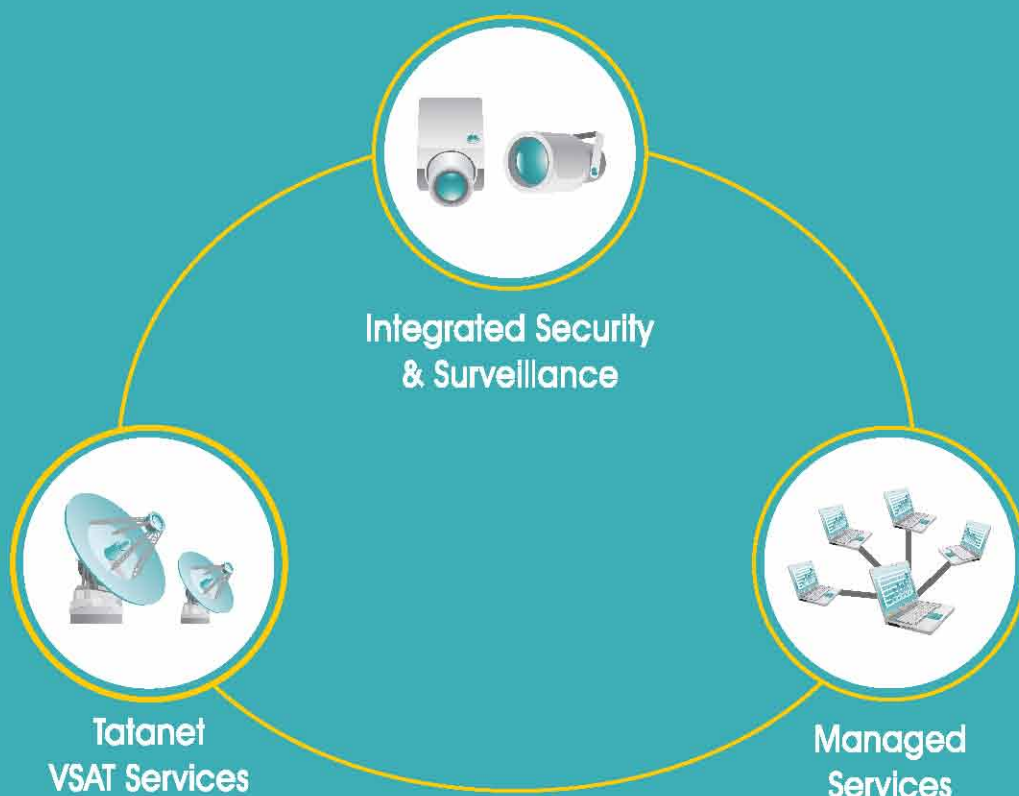 Integrated Security
& Surveillance
Tatanet
VSAT Services
Managed
Services